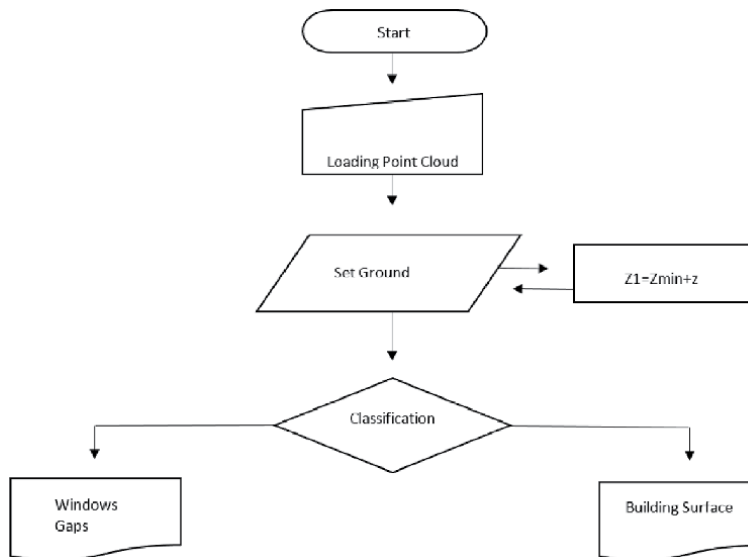 Start
Loading Point Cloud
Set Ground
Z1=Zmin+z
Classification
Windows
Gaps
Building Surface